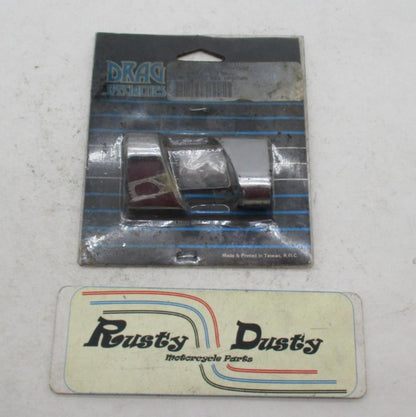 DRAG
SPECIALTIES
Made & Printed in Taiwan, R.O.C.
Rusty Dusty
Motorcycle Parts